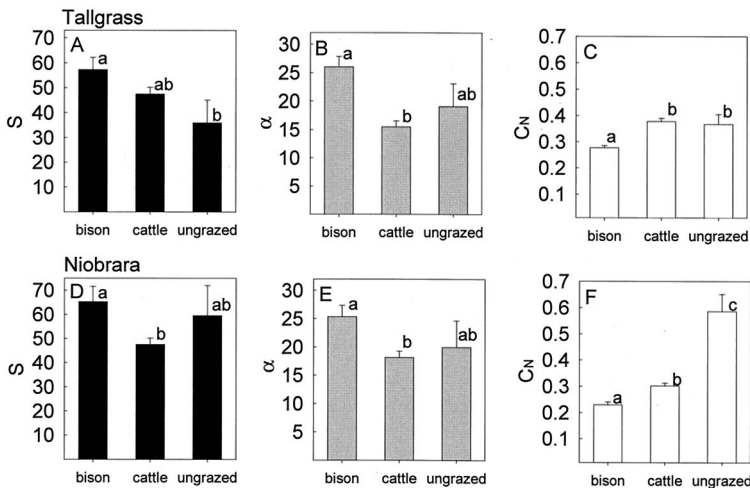 Tallgrass
A
70
60
50
40
30
20
10
S
a
ab
b
bison cattle ungrazed
B
30
25
20
15
10
5
α
a
b
ab
bison cattle ungrazed
C
0.7
0.6
0.5
0.4
0.3
0.2
0.1
CN
a
b
b
bison cattle ungrazed
Niobrara
D
70
60
50
40
30
20
10
S
a
b
ab
bison cattle ungrazed
E
30
25
20
15
10
5
α
a
b
ab
bison cattle ungrazed
F
0.7
0.6
0.5
0.4
0.3
0.2
0.1
CN
a
b
c
bison cattle ungrazed